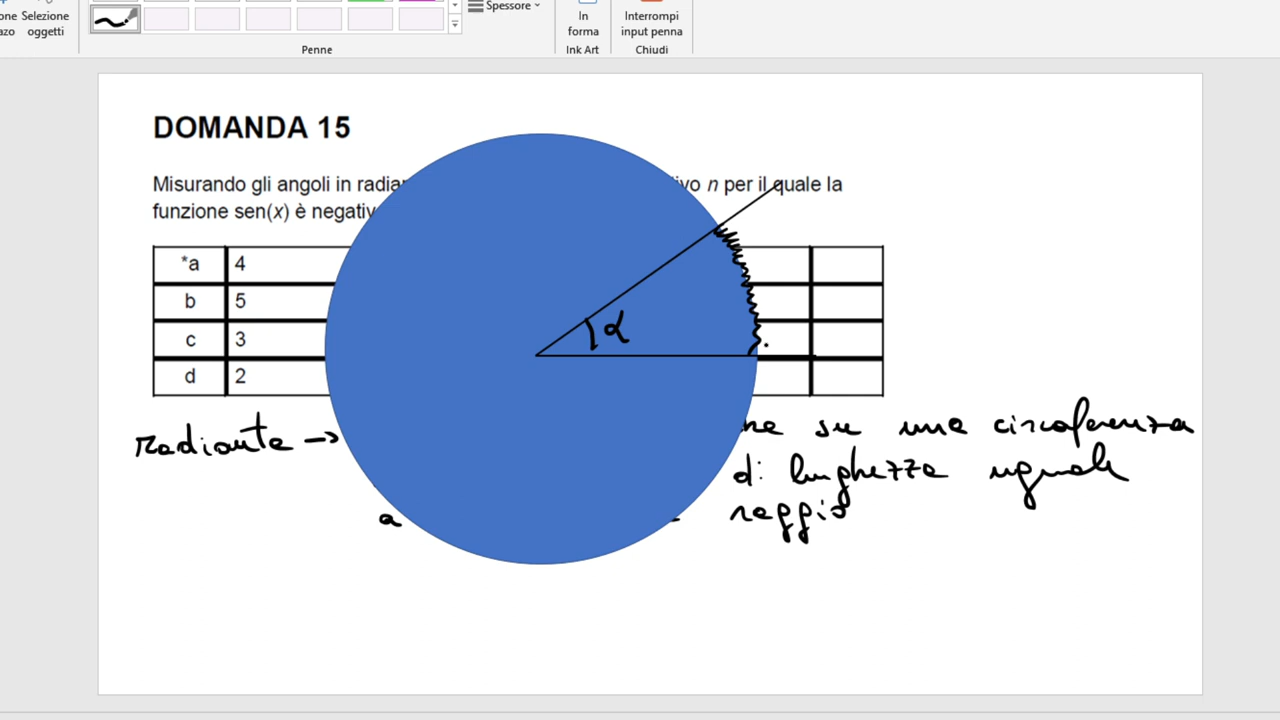 one Selezione
azo oggetti
Penne
Spessore
In
forma
Ink Art
Interrompi
input penna
Chiudi
DOMANDA 15
Misurando gli angoli in radian ivo n per il quale la
funzione sen(x) è negativ
*a 4
b 5
c 3
d 2
α
radiante → ne su una circonferenza
di lunghezza uguale
a raggio